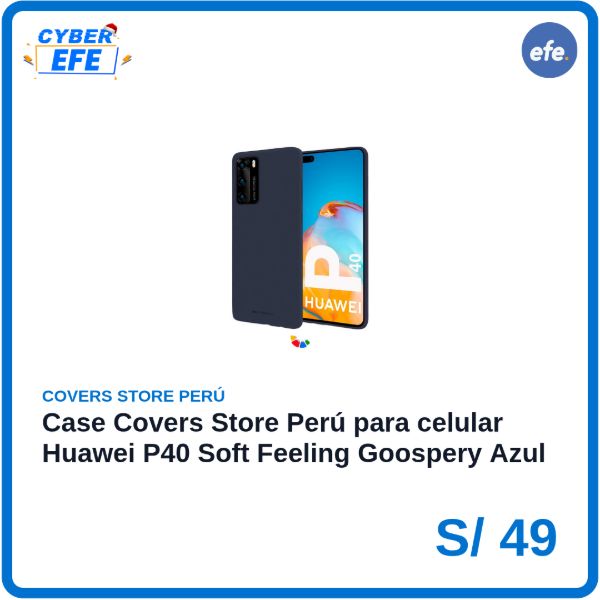 CYBER
EFE
efe.
P
40
HUAWEI
COVERS STORE PERÚ
Case Covers Store Perú para celular
Huawei P40 Soft Feeling Goospery Azul
S/ 49